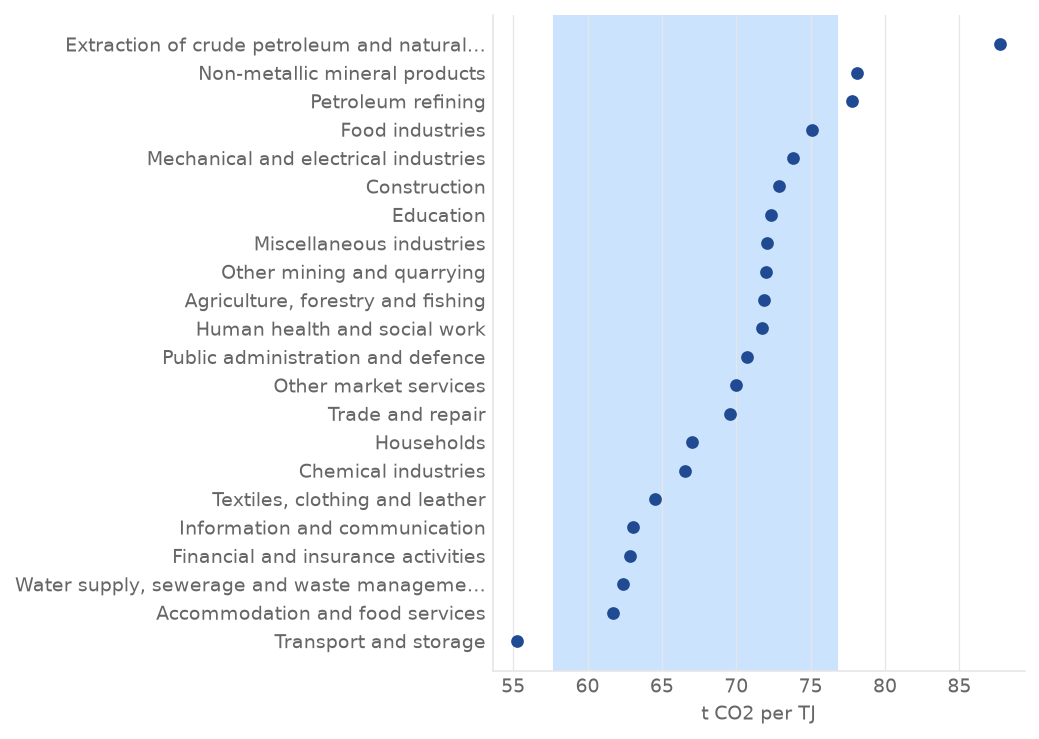 Extraction of crude petroleum and natural…
Non-metallic mineral products
Petroleum refining
Food industries
Mechanical and electrical industries
Construction
Education
Miscellaneous industries
Other mining and quarrying
Agriculture, forestry and fishing
Human health and social work
Public administration and defence
Other market services
Trade and repair
Households
Chemical industries
Textiles, clothing and leather
Information and communication
Financial and insurance activities
Water supply, sewerage and waste manageme…
Accommodation and food services
Transport and storage
55 60 65 70 75 80 85
t CO2 per TJ